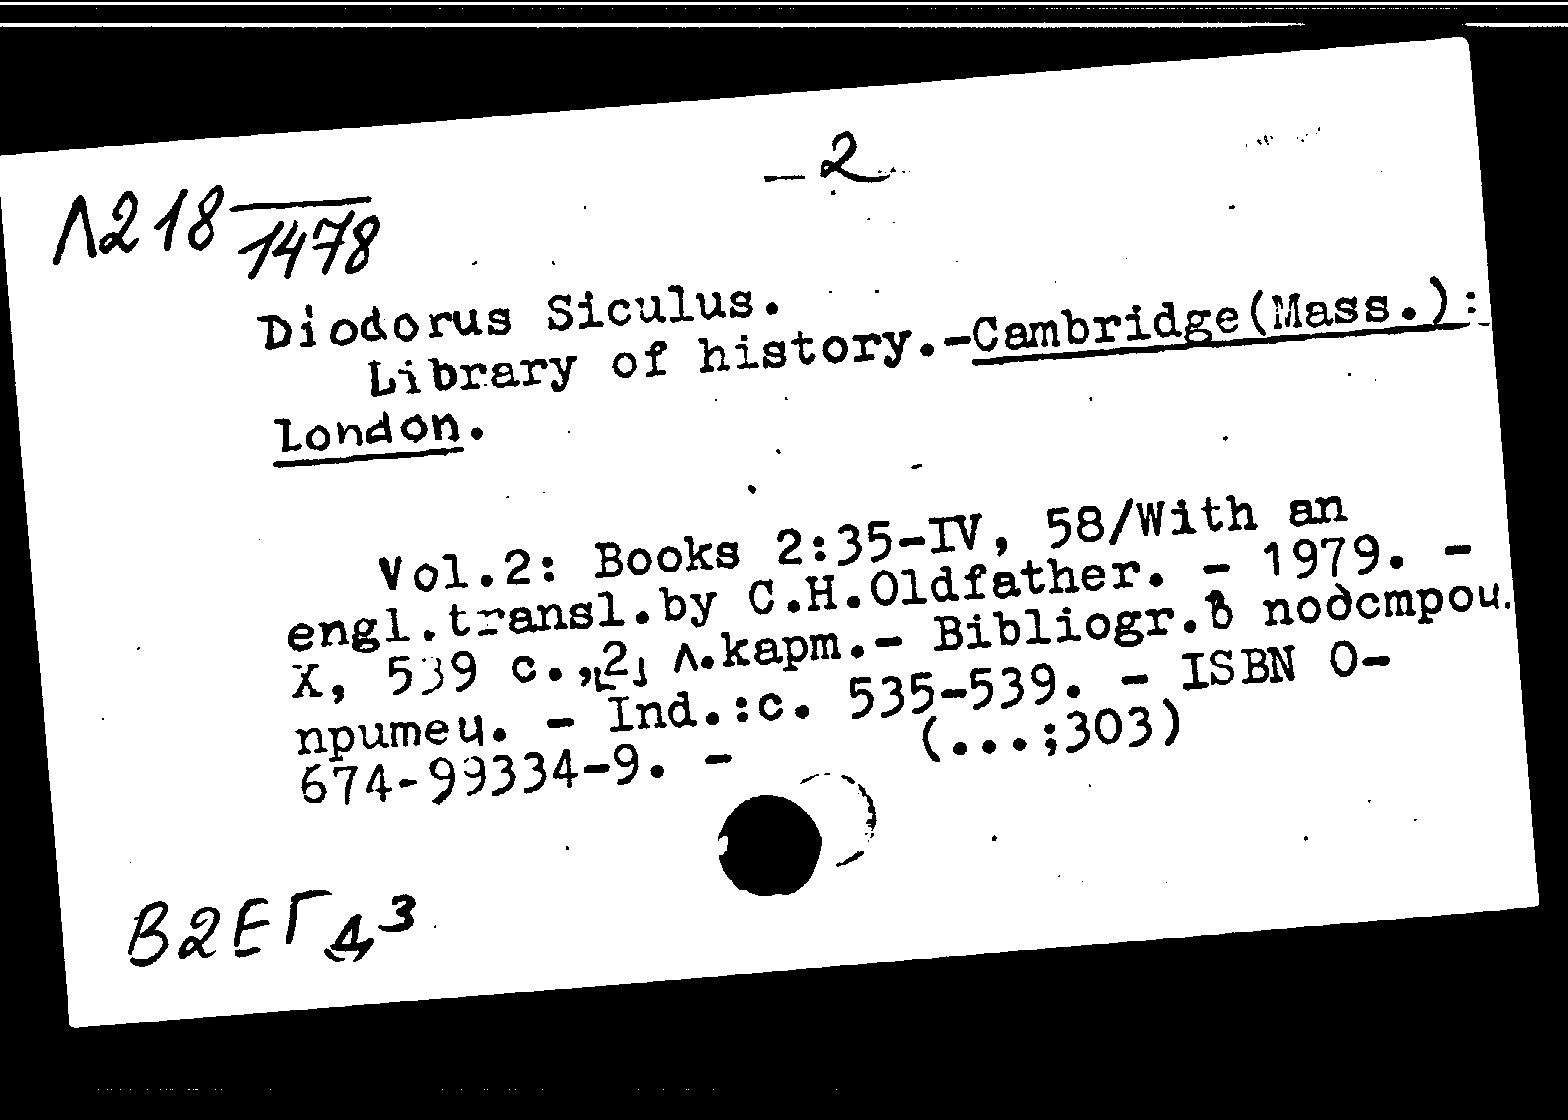 — 2
Л218 1478
Diodorus Siculus.
Library of history.-Cambridge(Mass.):
London.
Vol.2: Books 2:35-IV, 58/With an
engl.transl.by C.H.Oldfather. - 1979. -
X, 539 с.,[2] л.карт.- Bibliogr.в подстроч.
примеч. - Ind.:с. 535-539. - ISBN 0-
674-99334-9. - (...;303)
В2ЕГд3